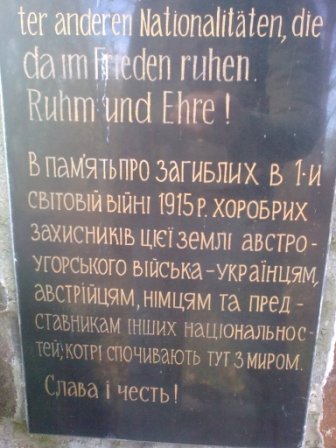 ter anderen Nationalitäten, die
da im Frieden ruhen.
Ruhm und Ehre!
В ПАМ'ЯТЬ ПРО ЗАГИБЛИХ В 1-Й
СВІТОВІЙ ВІЙНІ 1915 Р. ХОРОБРИХ
ЗАХИСНИКІВ ЦІЄЇ ЗЕМЛІ АВСТРО-
УГОРСЬКОГО ВІЙСЬКА - УКРАЇНЦЯМ,
АВСТРІЙЦЯМ, НІМЦЯМ ТА ПРЕД-
СТАВНИКАМ ІНШИХ НАЦІОНАЛЬНОС-
ТЕЙ, КОТРІ СПОЧИВАЮТЬ ТУТ З МИРОМ.
Слава і честь!